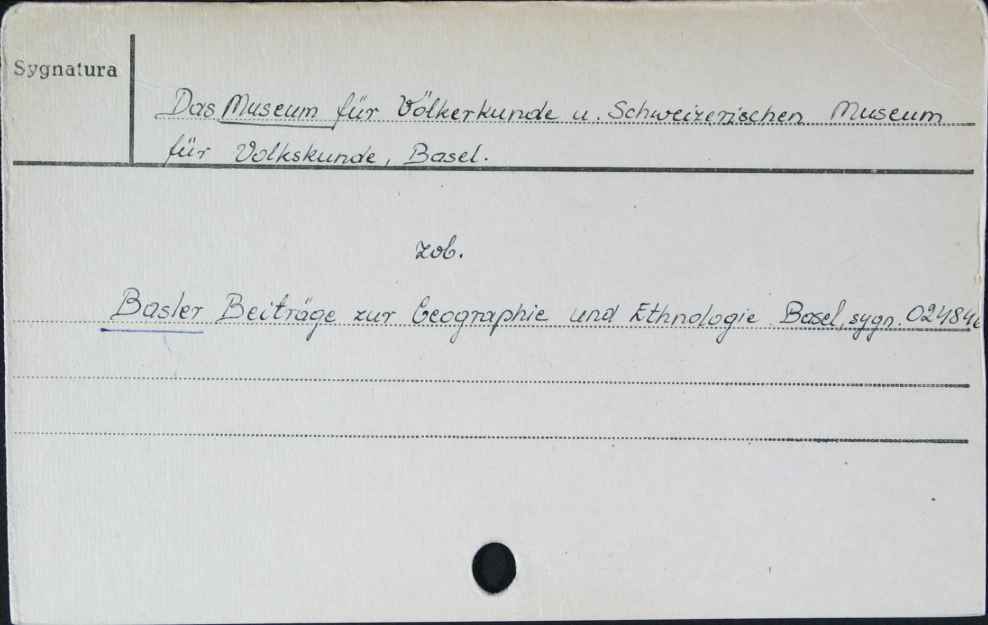 Sygnatura
Das Museum für Völkerkunde u. Schweizerischen Museum
für Volkskunde, Basel.
zob.
Basler Beiträge zur Geographie und Ethnologie. Basel, sygn. 024846